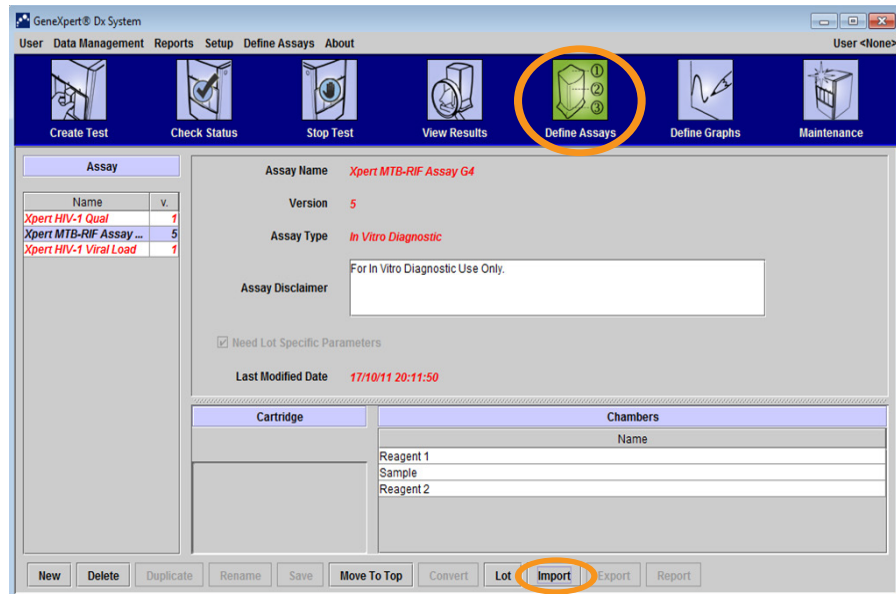 GeneXpert® Dx System
User Data Management Reports Setup Define Assays About User <None>
① ② ③
Create Test Check Status Stop Test View Results Define Assays Define Graphs Maintenance
Assay
Name v.
Xpert HIV-1 Qual 1
Xpert MTB-RIF Assay ... 5
Xpert HIV-1 Viral Load 1
Assay Name Xpert MTB-RIF Assay G4
Version 5
Assay Type In Vitro Diagnostic
Assay Disclaimer For In Vitro Diagnostic Use Only.
Need Lot Specific Parameters
Last Modified Date 17/10/11 20:11:50
Cartridge
Chambers
Name
Reagent 1
Sample
Reagent 2
New Delete Duplicate Rename Save Move To Top Convert Lot Import Export Report